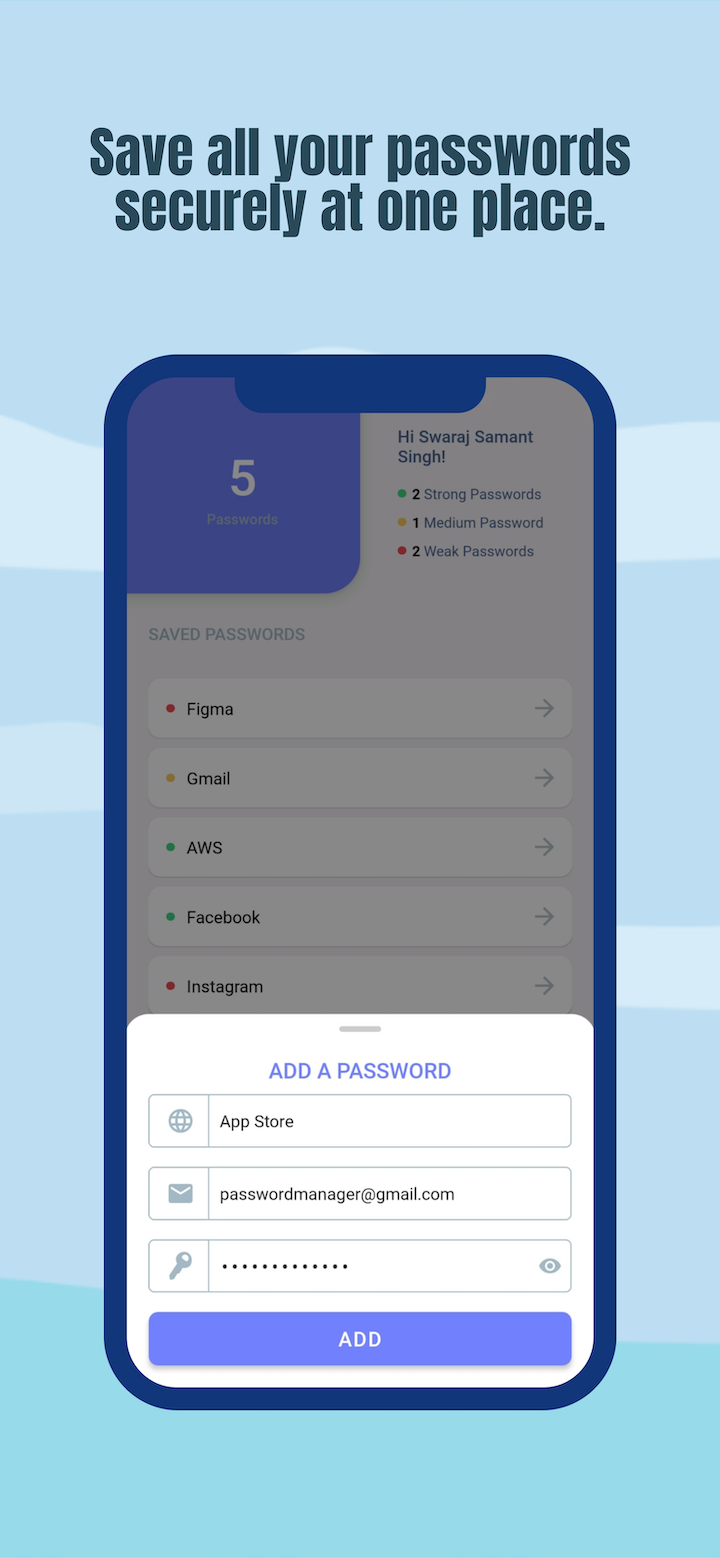 Save all your passwords
securely at one place.
5
Passwords
Hi Swaraj Samant
Singh!
2 Strong Passwords
1 Medium Password
2 Weak Passwords
SAVED PASSWORDS
Figma
Gmail
AWS
Facebook
Instagram
ADD A PASSWORD
App Store
passwordmanager@gmail.com
•••••••••••••
ADD